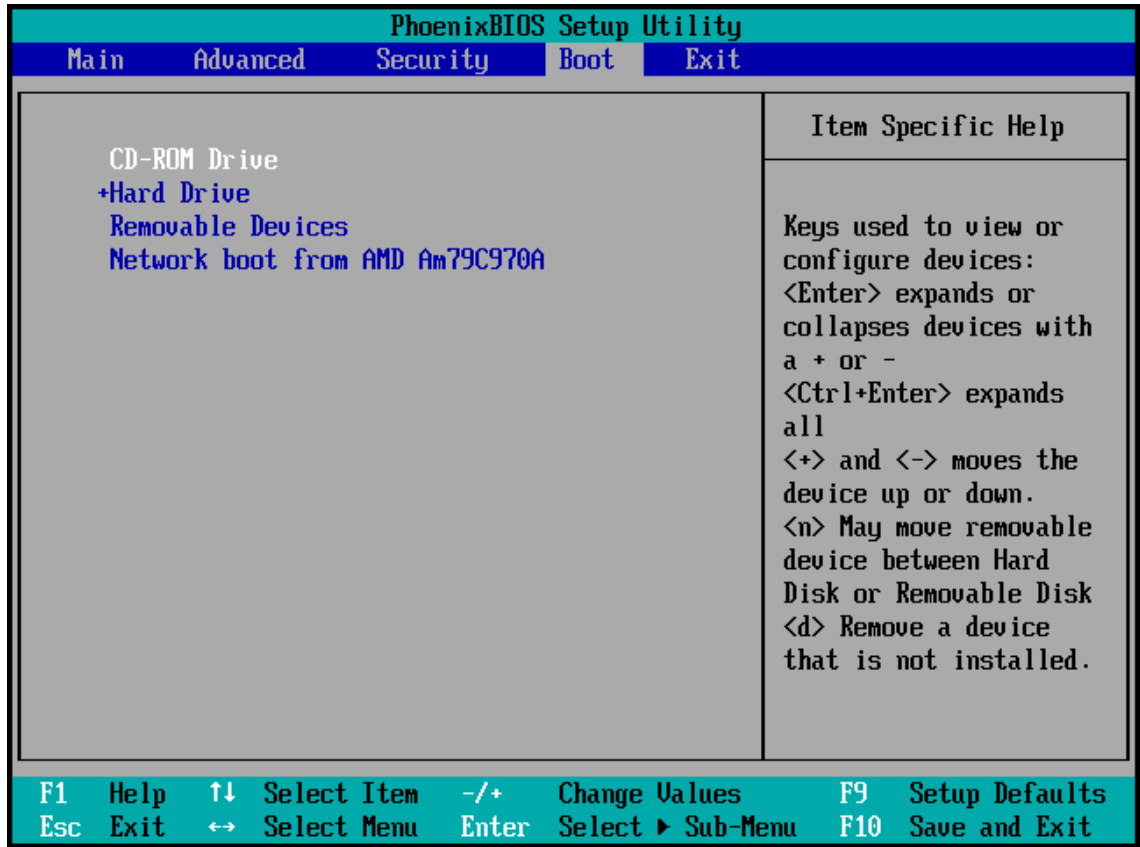 PhoenixBIOS Setup Utility
Main Advanced Security Boot Exit
CD-ROM Drive
+Hard Drive
Removable Devices
Network boot from AMD Am79C970A
Item Specific Help
Keys used to view or
configure devices:
<Enter> expands or
collapses devices with
a + or -
<Ctrl+Enter> expands
all
<+> and <-> moves the
device up or down.
<n> May move removable
device between Hard
Disk or Removable Disk
<d> Remove a device
that is not installed.
F1 Help ↑↓ Select Item -/+ Change Values F9 Setup Defaults
Esc Exit ↔ Select Menu Enter Select ▶ Sub-Menu F10 Save and Exit